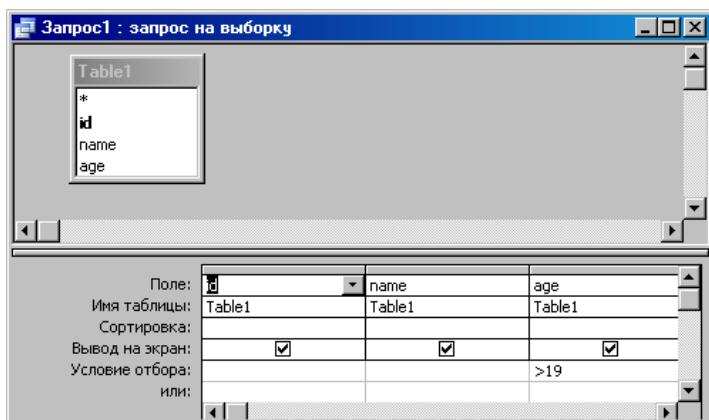 Запрос1 : запрос на выборку
Table1
*
id
name
age
Поле: id name age
Имя таблицы: Table1 Table1 Table1
Сортировка:
Вывод на экран:
Условие отбора: >19
или: